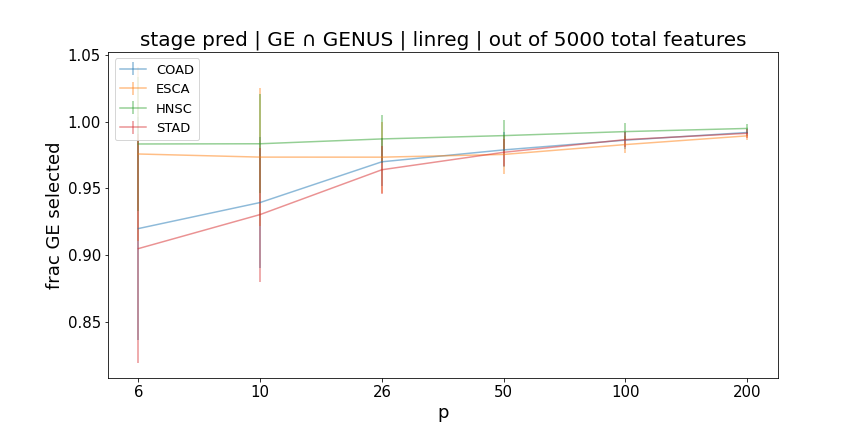 stage pred | GE ∩ GENUS | linreg | out of 5000 total features
1.05
1.00
0.95
0.90
0.85
frac GE selected
COAD
ESCA
HNSC
STAD
6 10 26 50 100 200
p